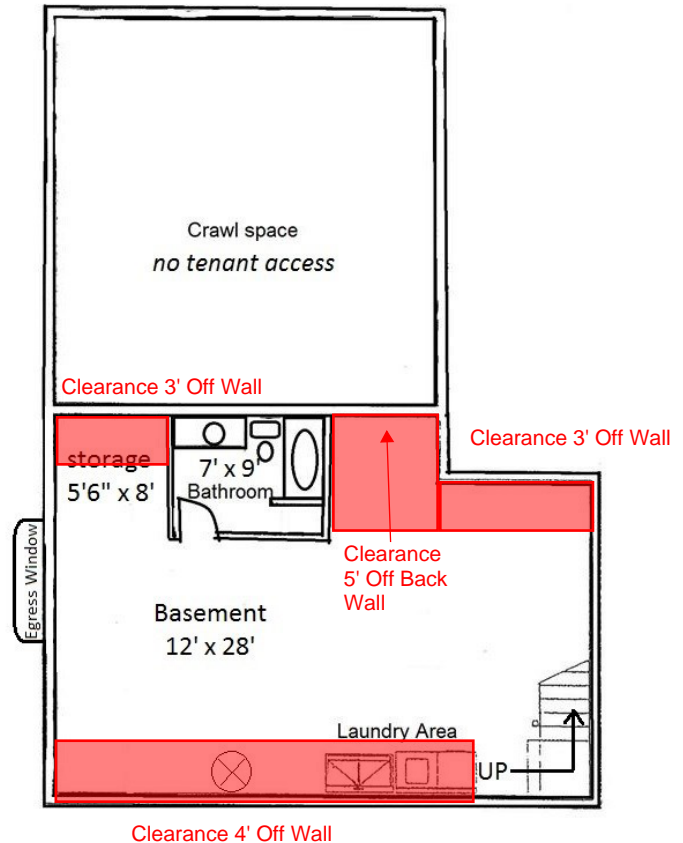 Crawl space
no tenant access
Clearance 3' Off Wall
Clearance 3' Off Wall
storage
5'6" x 8'
7' x 9'
Bathroom
Egress Window
Clearance
5' Off Back
Wall
Basement
12' x 28'
Laundry Area
UP
Clearance 4' Off Wall